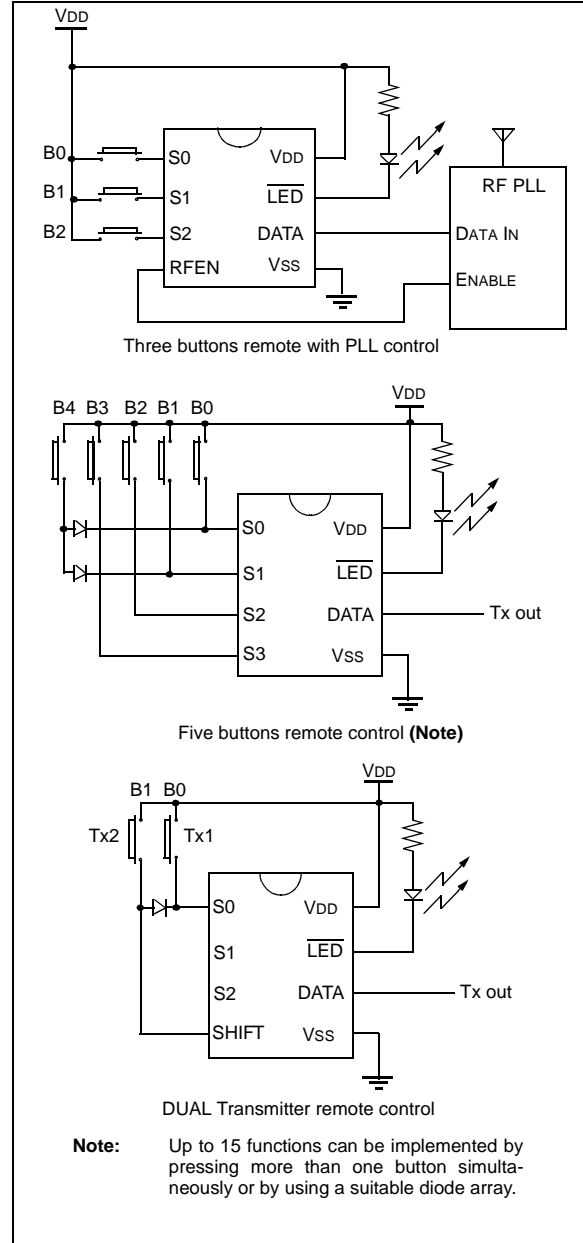 VDD
B0
B1
B2
S0
S1
S2
RFEN
VDD
LED
DATA
VSS
RF PLL
DATA IN
ENABLE
Three buttons remote with PLL control
B4 B3 B2 B1 B0
VDD
S0
S1
S2
S3
VDD
LED
DATA
VSS
Tx out
Five buttons remote control (Note)
VDD
B1 B0
Tx2
Tx1
S0
S1
S2
SHIFT
VDD
LED
DATA
VSS
Tx out
DUAL Transmitter remote control
Note: Up to 15 functions can be implemented by
pressing more than one button simulta-
neously or by using a suitable diode array.